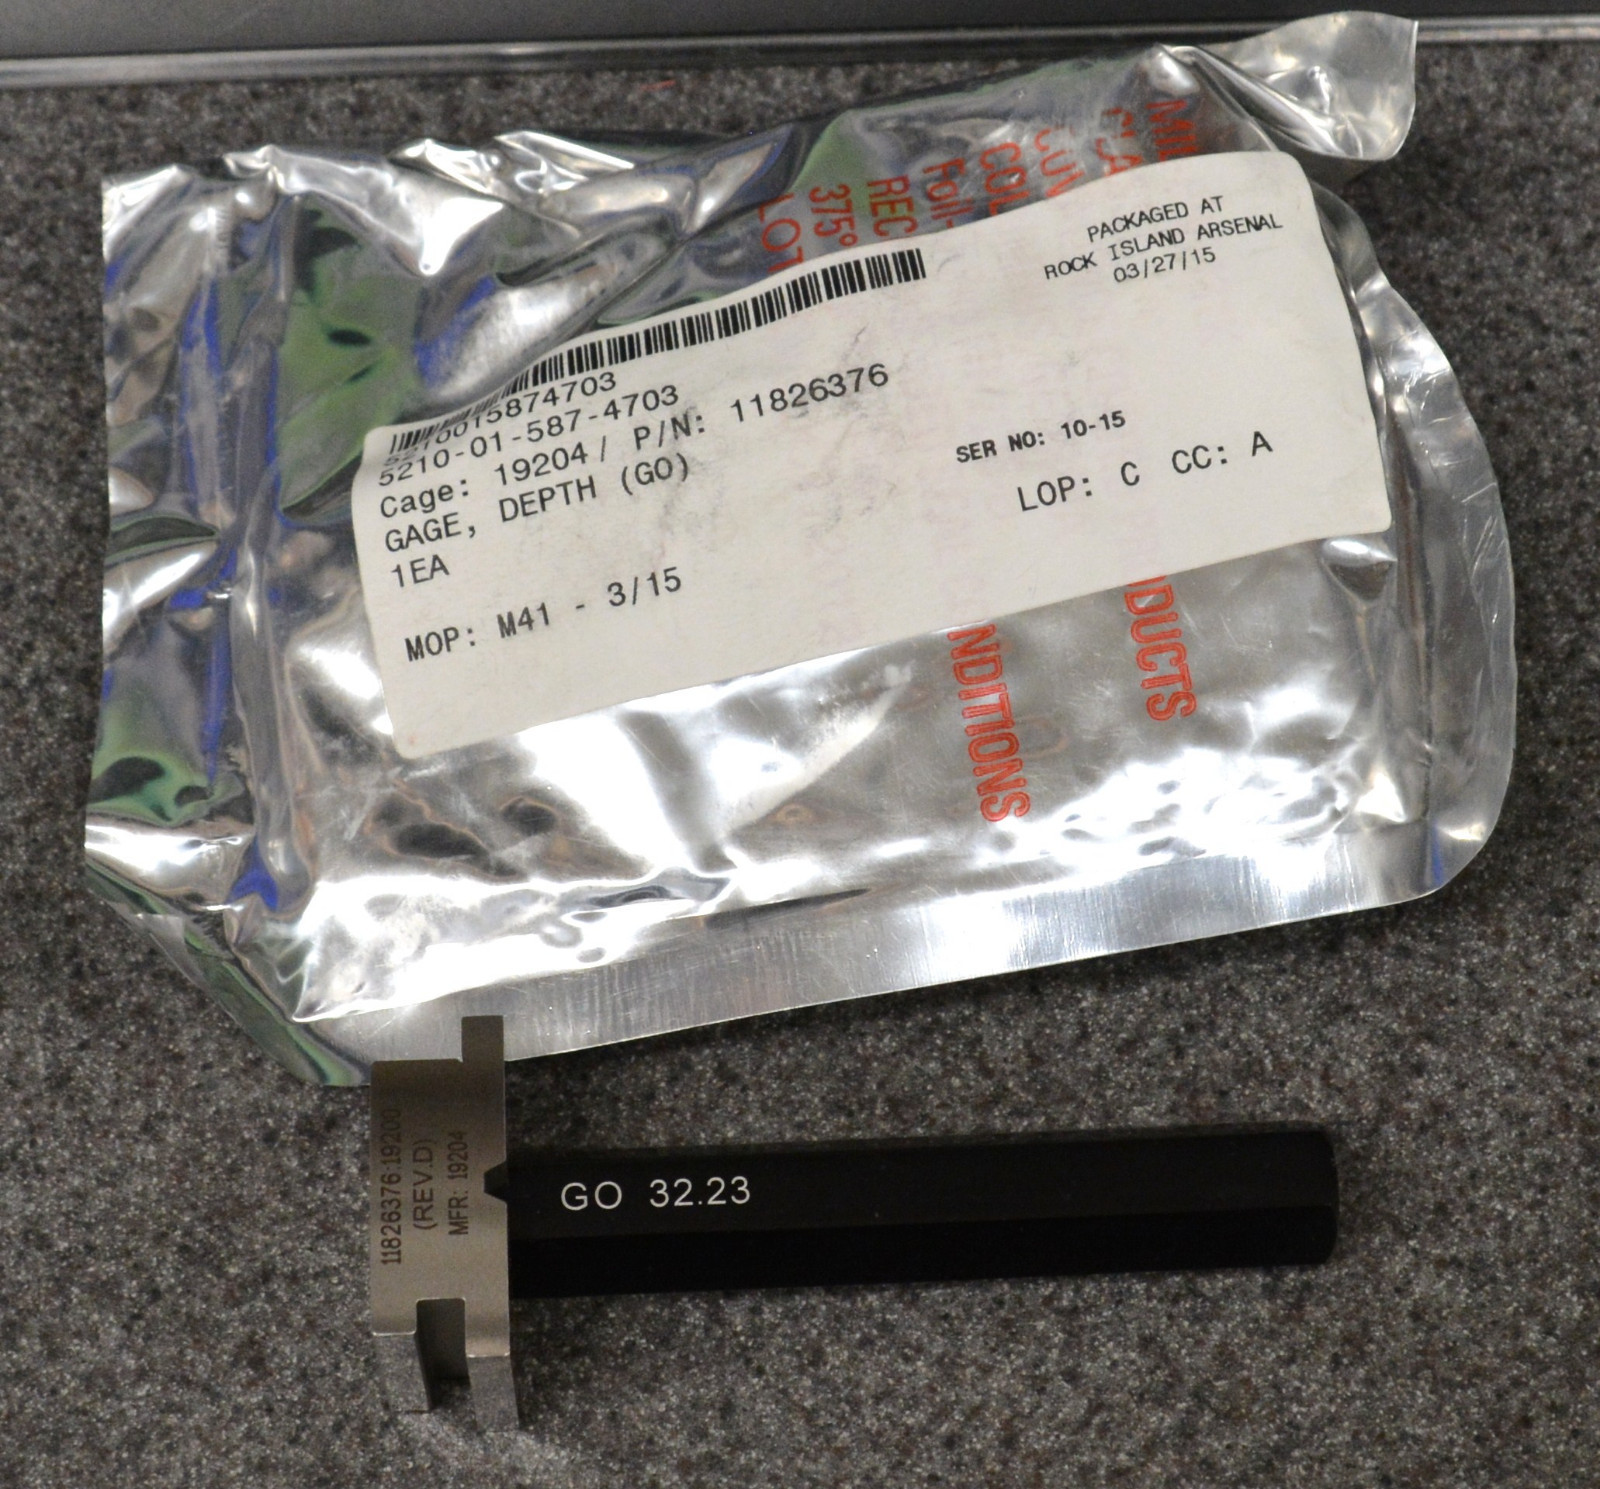 PACKAGED AT
ROCK ISLAND ARSENAL
03/27/15
5210015874703
5210-01-587-4703
Cage: 19204/ P/N: 11826376
GAGE, DEPTH (GO)
1EA
SER NO: 10-15
LOP: C CC: A
MOP: M41 - 3/15
REC
375°
LOT
NDITIONS
DUCTS
11826376 19200
(REV.D)
MFR: 19204
GO 32.23